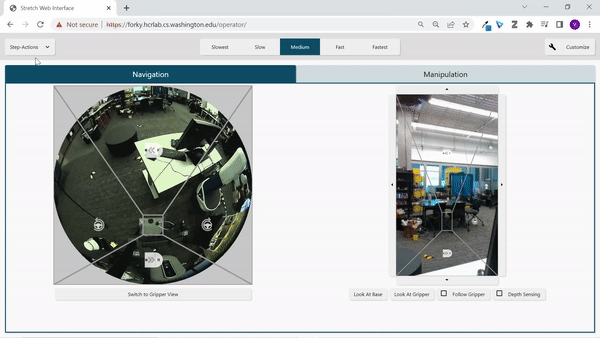 Stretch Web Interface
Not secure
https://forky.hcrlab.cs.washington.edu/operator/
Step-Actions
Slowest
Slow
Medium
Fast
Fastest
Customize
Navigation
Manipulation
Switch to Gripper View
Look At Base
Look At Gripper
Follow Gripper
Depth Sensing